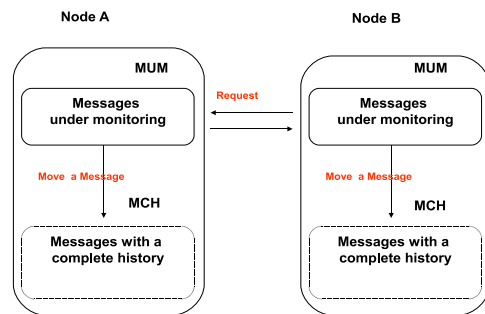 Node A
Node B
MUM
Messages
under monitoring
Request
MUM
Messages
under monitoring
Move  a Message
MCH
Messages with a
complete history
Move  a Message
MCH
Messages with a
complete history